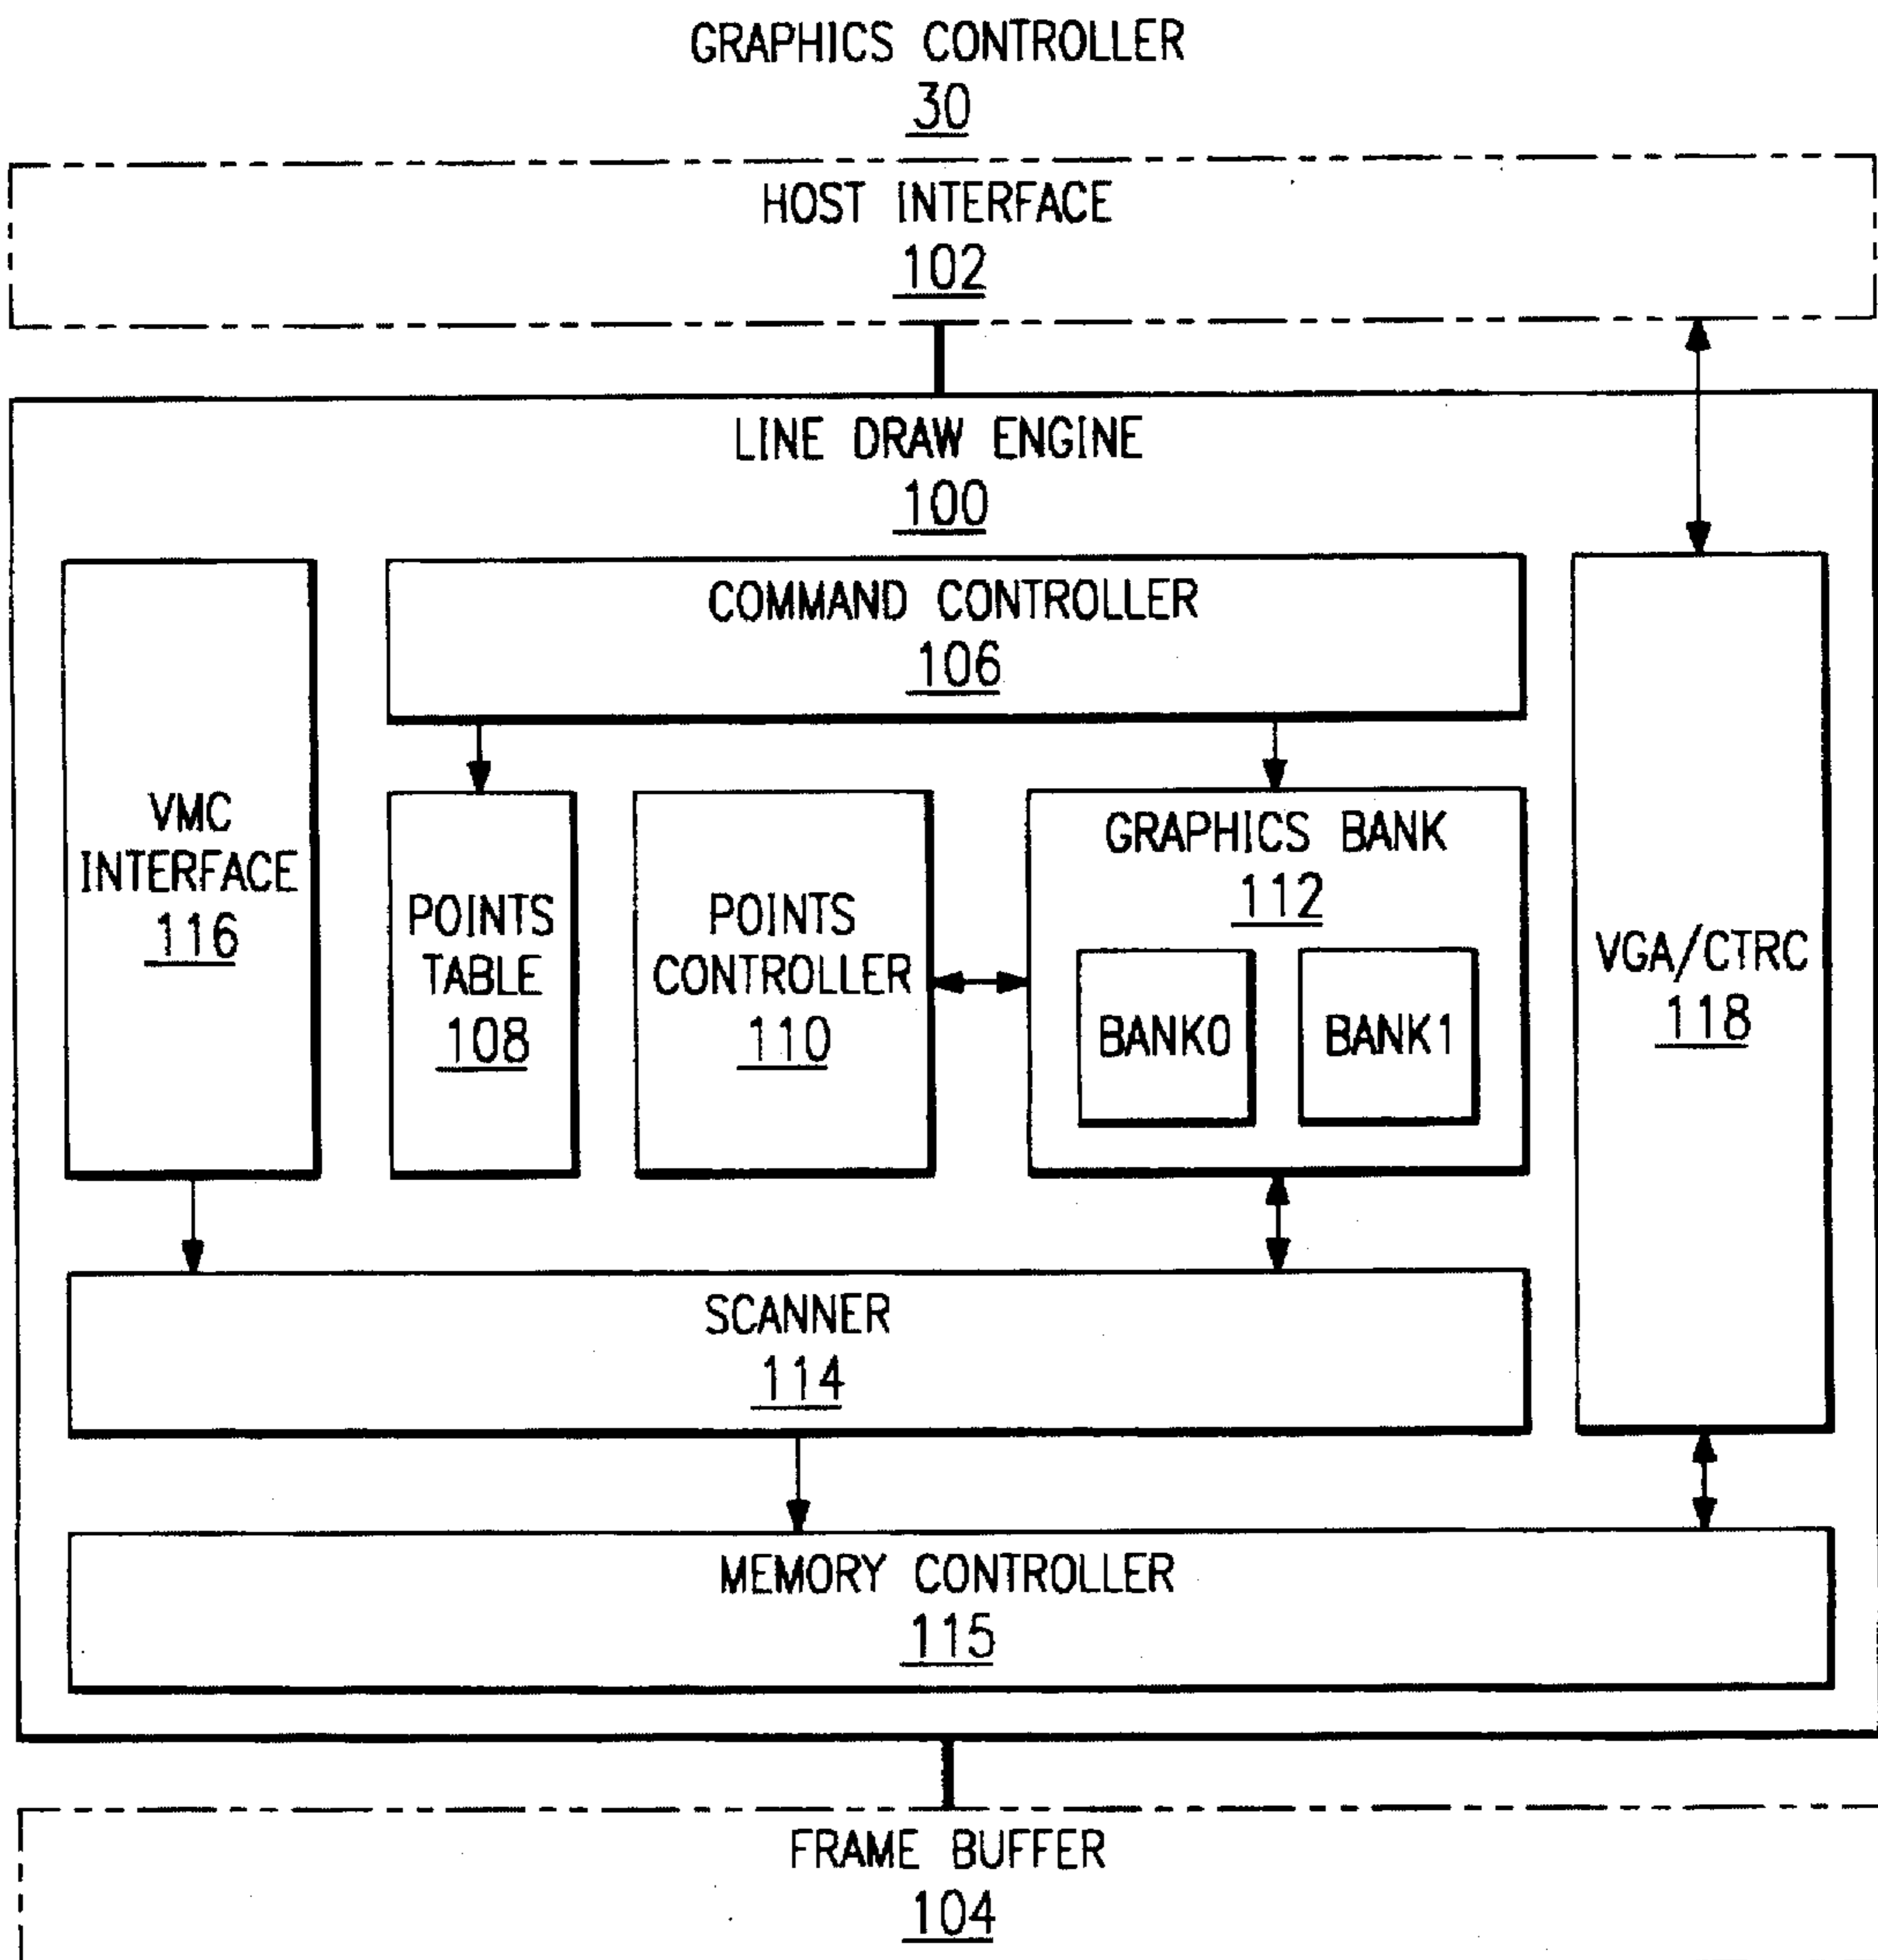 GRAPHICS CONTROLLER
30
HOST INTERFACE
102
LINE DRAW ENGINE
100
COMMAND CONTROLLER
106
VMC
INTERFACE
116
POINTS
TABLE
108
POINTS
CONTROLLER
110
GRAPHICS BANK
112
BANK0
BANK1
VGA/CTRC
118
SCANNER
114
MEMORY CONTROLLER
115
FRAME BUFFER
104